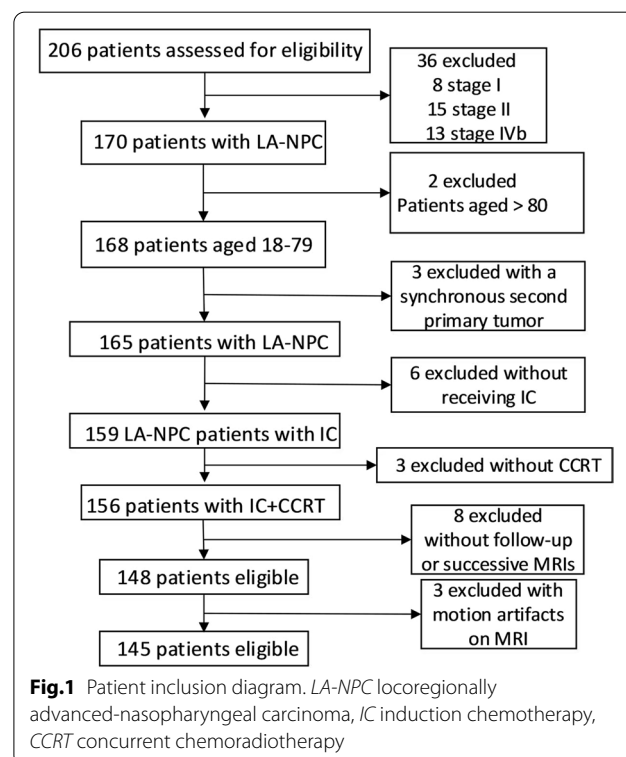 206 patients assessed for eligibility
36 excluded
8 stage I
15 stage II
13 stage IVb
170 patients with LA-NPC
2 excluded
Patients aged > 80
168 patients aged 18-79
3 excluded with a
synchronous second
primary tumor
165 patients with LA-NPC
6 excluded without
receiving IC
159 LA-NPC patients with IC
3 excluded without CCRT
156 patients with IC+CCRT
8 excluded
without follow-up
or successive MRIs
148 patients eligible
3 excluded with
motion artifacts
on MRI
145 patients eligible
Fig.1 Patient inclusion diagram. LA-NPC locoregionally
advanced-nasopharyngeal carcinoma, IC induction chemotherapy,
CCRT concurrent chemoradiotherapy